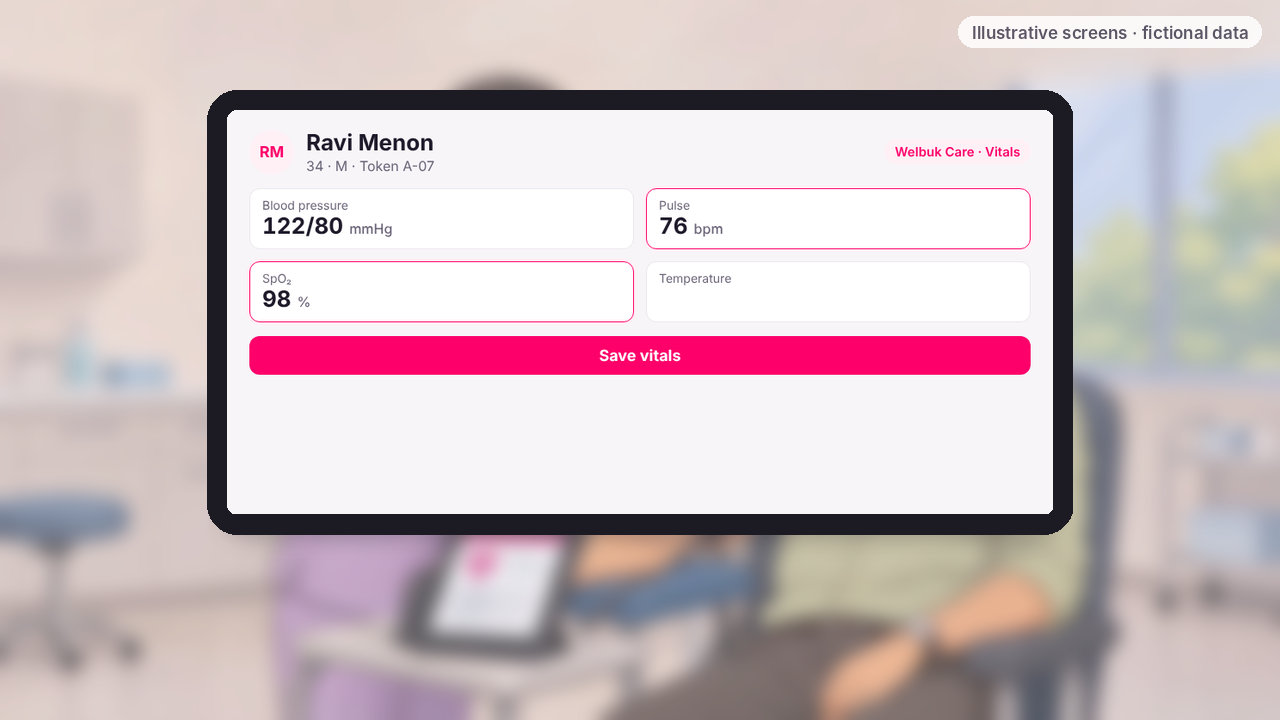 Illustrative screens · fictional data
RM
Ravi Menon
34 · M · Token A-07
Welbuk Care · Vitals
Blood pressure
122/80 mmHg
Pulse
76 bpm
SpO₂
98 %
Temperature
Save vitals